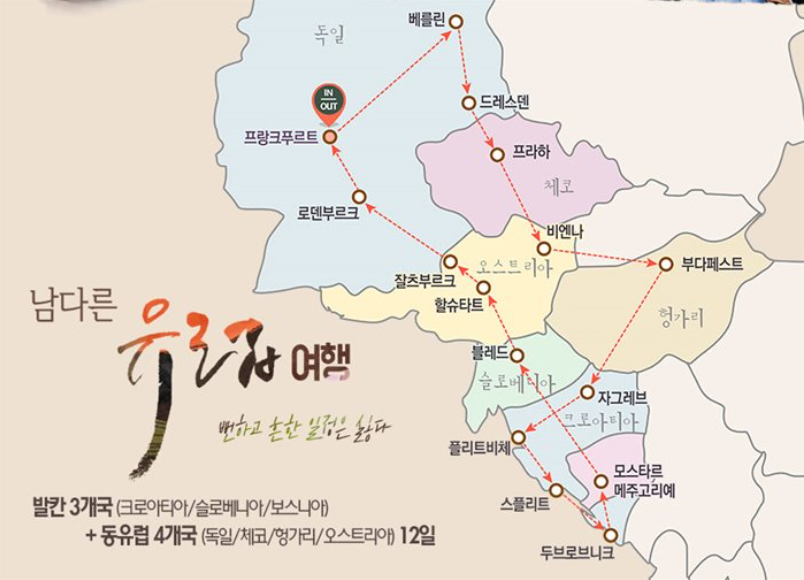 베를린
독일
IN
OUT
드레스덴
프랑크푸르트
프라하
체코
로덴부르크
비엔나
오스트리아
부다페스트
잘츠부르크
할슈타트
헝가리
남다른
유로자 여행
블레드
슬로베니아
자그레브
크로아티아
뻔하고 흔한 일정은 싫다
플리트비체
모스타르
메주고리예
스플리트
발칸 3개국 (크로아티아/슬로베니아/보스니아)
+ 동유럽 4개국 (독일/체코/헝가리/오스트리아) 12일
두브로브니크